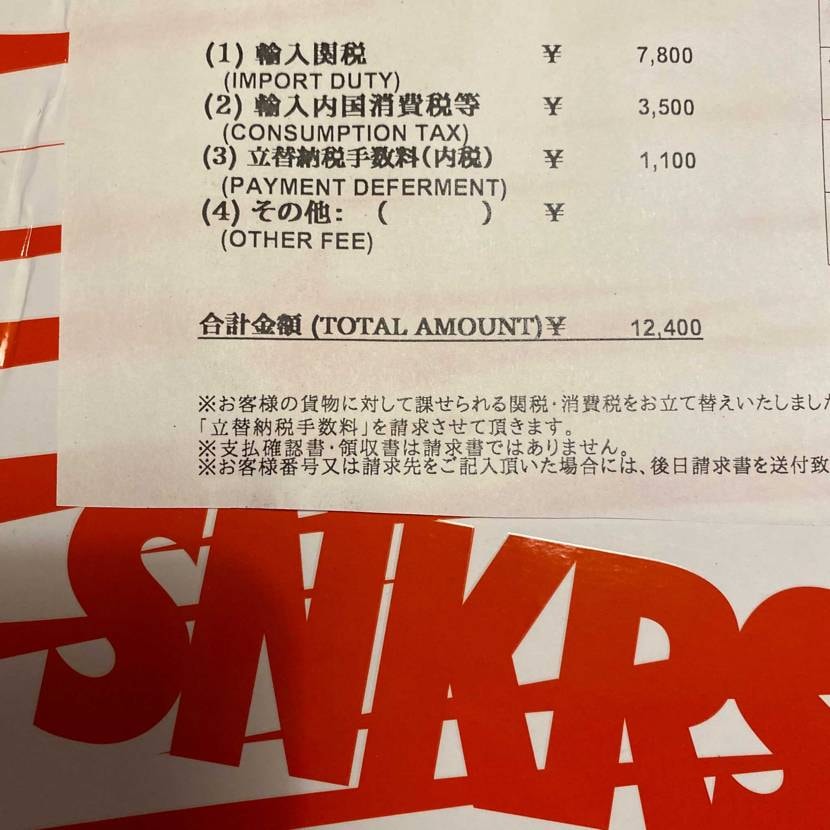 (1) 輸入関税 ¥ 7,800
(IMPORT DUTY)
(2) 輸入内国消費税等 ¥ 3,500
(CONSUMPTION TAX)
(3) 立替納税手数料(内税) ¥ 1,100
(PAYMENT DEFERMENT)
(4) その他: ( ) ¥
(OTHER FEE)
合計金額 (TOTAL AMOUNT)¥ 12,400
※お客様の貨物に対して課せられる関税・消費税をお立て替えいたしました
「立替納税手数料」を請求させて頂きます。
※支払確認書・領収書は請求書ではありません。
※お客様番号又は請求先をご記入頂いた場合には、後日請求書を送付致
SNKRS